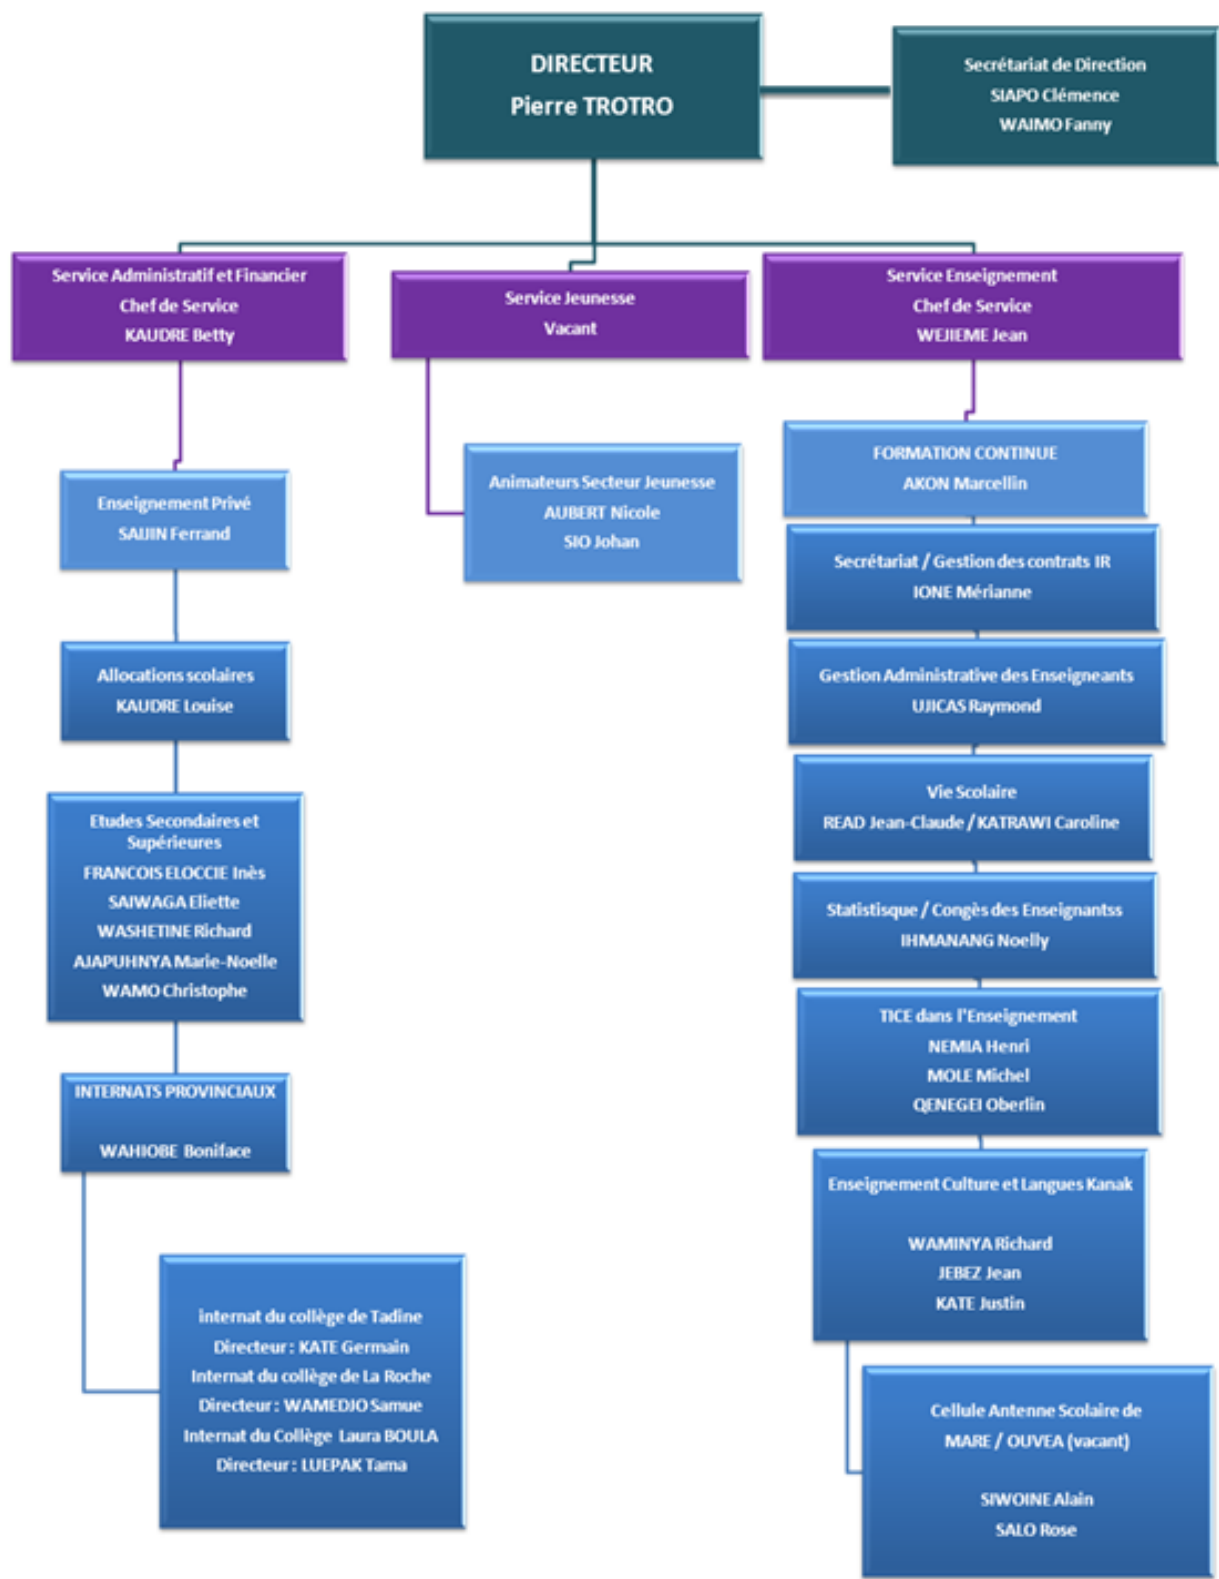 DIRECTEUR
Pierre TROTRO
Secrétariat de Direction
SIAPO Clémence
WAIMO Fanny
Service Administratif et Financier
Chef de Service
KAUDRE Betty
Service Jeunesse
Vacant
Service Enseignement
Chef de Service
WEJIEME Jean
Enseignement Privé
SAIJIN Ferrand
Allocations scolaires
KAUDRE Louise
Etudes Secondaires et
Supérieures
FRANCOIS ELOCCIE Inès
SAIWAGA Eliette
WASHETINE Richard
AJAPUHNYA Marie-Noelle
WAMO Christophe
INTERNATS PROVINCIAUX
WAHIOBE Boniface
internat du collège de Tadine
Directeur : KATE Germain
Internat du collège de La Roche
Directeur : WAMEDJO Samue
Internat du Collège Laura BOULA
Directeur : LUEPAK Tama
Animateurs Secteur Jeunesse
AUBERT Nicole
SIO Johan
FORMATION CONTINUE
AKON Marcellin
Secrétariat / Gestion des contrats IR
IONE Mérianne
Gestion Administrative des Enseigneants
UJICAS Raymond
Vie Scolaire
READ Jean-Claude / KATRAWI Caroline
Statistisque / Congès des Enseignantss
IHMANANG Noelly
TICE dans l'Enseignement
NEMIA Henri
MOLE Michel
QENEGEI Oberlin
Enseignement Culture et Langues Kanak
WAMINYA Richard
JEBEZ Jean
KATE Justin
Cellule Antenne Scolaire de
MARE / OUVEA (vacant)
SIWOINE Alain
SALO Rose